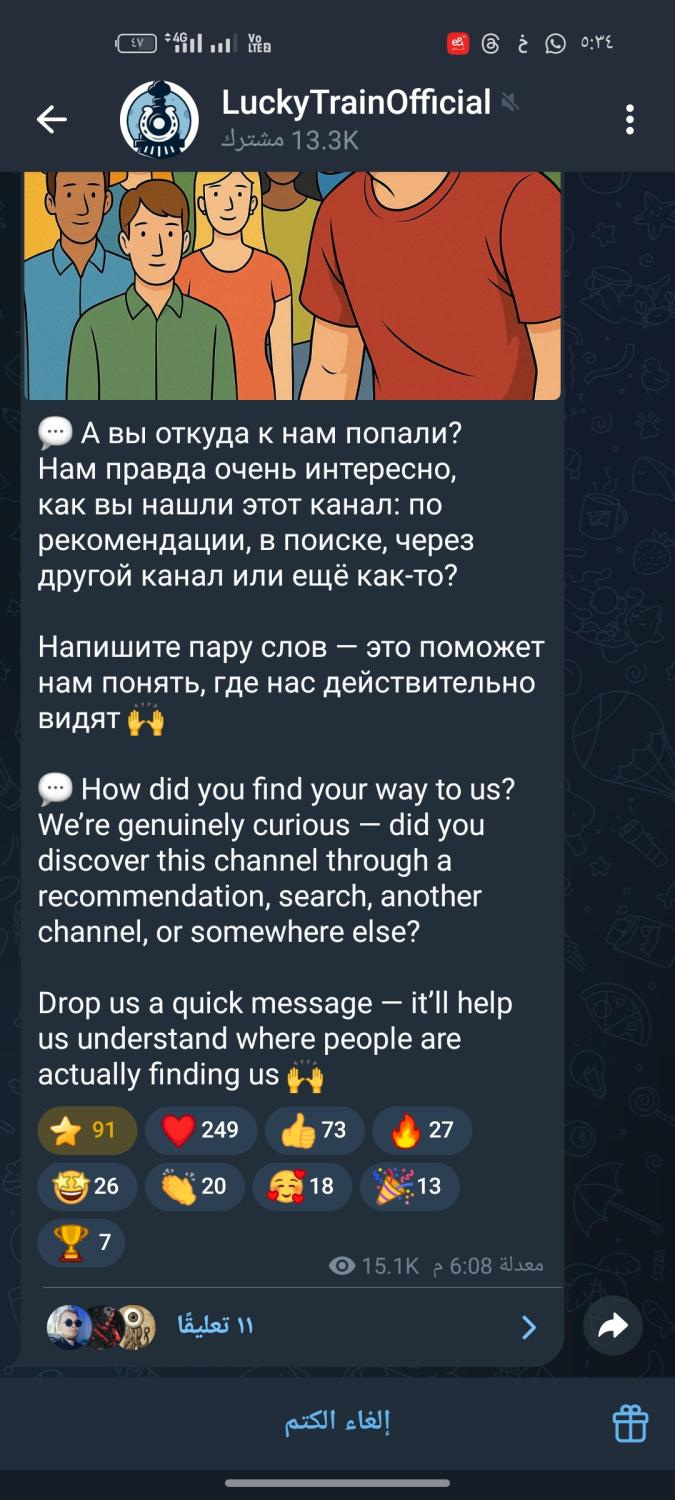 ٤٧ 4G Vo LTE2 خ ٥:٣٤
LuckyTrainOfficial
13.3K مشترك
💬 А вы откуда к нам попали?
Нам правда очень интересно,
как вы нашли этот канал: по
рекомендации, в поиске, через
другой канал или ещё как-то?
Напишите пару слов — это поможет
нам понять, где нас действительно
видят 🙌
💬 How did you find your way to us?
We’re genuinely curious — did you
discover this channel through a
recommendation, search, another
channel, or somewhere else?
Drop us a quick message — it’ll help
us understand where people are
actually finding us 🙌
⭐ 91 ❤️ 249 👍 73 🔥 27
🤩 26 👏 20 🥰 18 🎉 13
🏆 7
15.1K معدلة 6:08 م
١١ تعليقًا
إلغاء الكتم